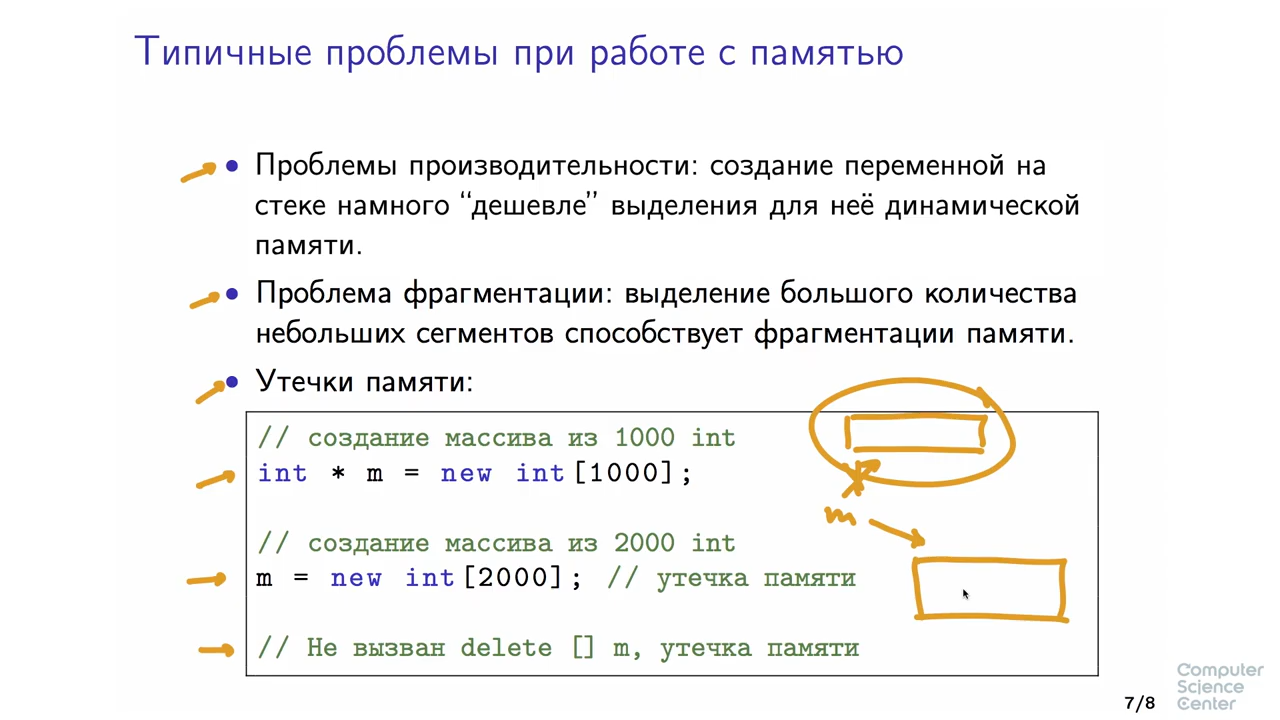 Типичные проблемы при работе с памятью
• Проблемы производительности: создание переменной на
стеке намного “дешевле” выделения для неё динамической
памяти.
• Проблема фрагментации: выделение большого количества
небольших сегментов способствует фрагментации памяти.
• Утечки памяти:
// создание массива из 1000 int
int * m = new int[1000];
m
// создание массива из 2000 int
m = new int[2000]; // утечка памяти
// Не вызван delete [] m, утечка памяти
Computer
Science
Center
7/8